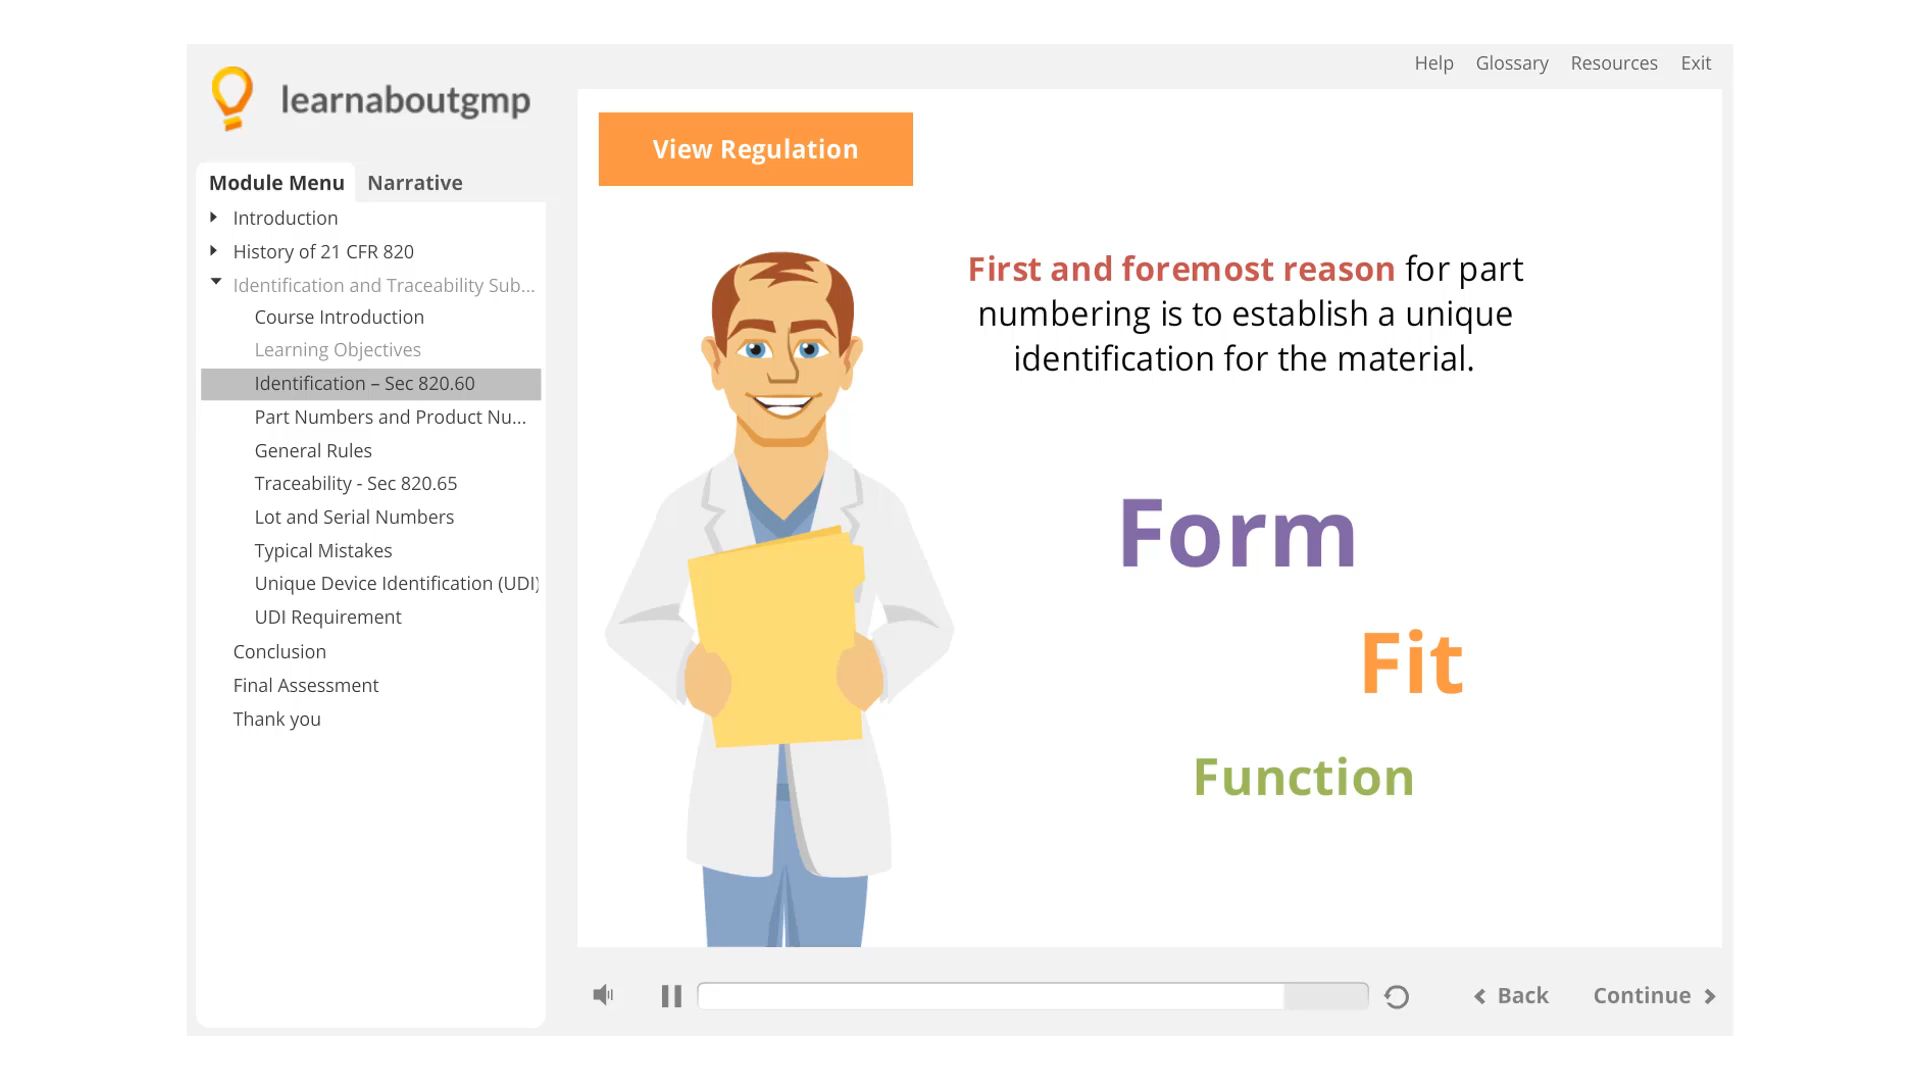 Help Glossary Resources Exit
learnaboutgmp
View Regulation
Module Menu Narrative
Introduction
History of 21 CFR 820
Identification and Traceability Sub...
Course Introduction
Learning Objectives
Identification – Sec 820.60
Part Numbers and Product Nu...
General Rules
Traceability - Sec 820.65
Lot and Serial Numbers
Typical Mistakes
Unique Device Identification (UDI)
UDI Requirement
Conclusion
Final Assessment
Thank you
First and foremost reason for part
numbering is to establish a unique
identification for the material.
Form
Fit
Function
Back Continue